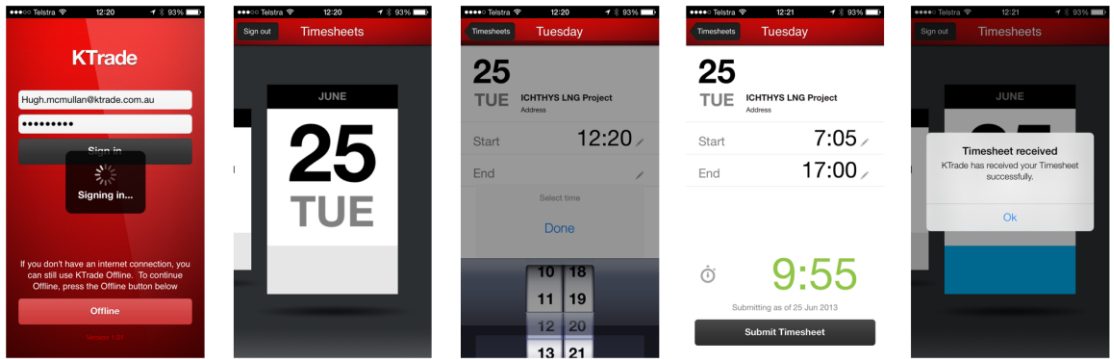 Telstra 12:20 93%
KTrade
Hugh.mcmullan@ktrade.com.au
Sign in
Signing in...
If you don't have an internet connection, you
can still use KTrade Offline. To continue
Offline, press the Offline button below
Offline
Version 1.01
Telstra 12:20 93%
Sign out Timesheets
JUNE
25
TUE
Telstra 12:20 93%
Timesheets Tuesday
25
TUE ICHTHYS LNG Project
Address
Start 12:20
End
Select time
Done
10 18
11 19
12 20
13 21
Telstra 12:21 93%
Timesheets Tuesday
25
TUE ICHTHYS LNG Project
Address
Start 7:05
End 17:00
9:55
Submitting as of 25 Jun 2013
Submit Timesheet
Telstra 12:21 93%
Sign out Timesheets
JUNE
Timesheet received
KTrade has received your Timesheet
successfully.
Ok